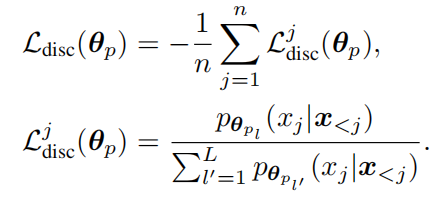 $$\mathcal{L}_{\text{disc}}(\boldsymbol{\theta}_p) = -\frac{1}{n} \sum_{j=1}^{n} \mathcal{L}_{\text{disc}}^{j}(\boldsymbol{\theta}_p),$$
$$\mathcal{L}_{\text{disc}}^{j}(\boldsymbol{\theta}_p) = \frac{p_{\boldsymbol{\theta}_{p_l}}(x_j|\boldsymbol{x}_{<j})}{\sum_{l'=1}^{L} p_{\boldsymbol{\theta}_{p_{l'}}}(x_j|\boldsymbol{x}_{<j})}.$$